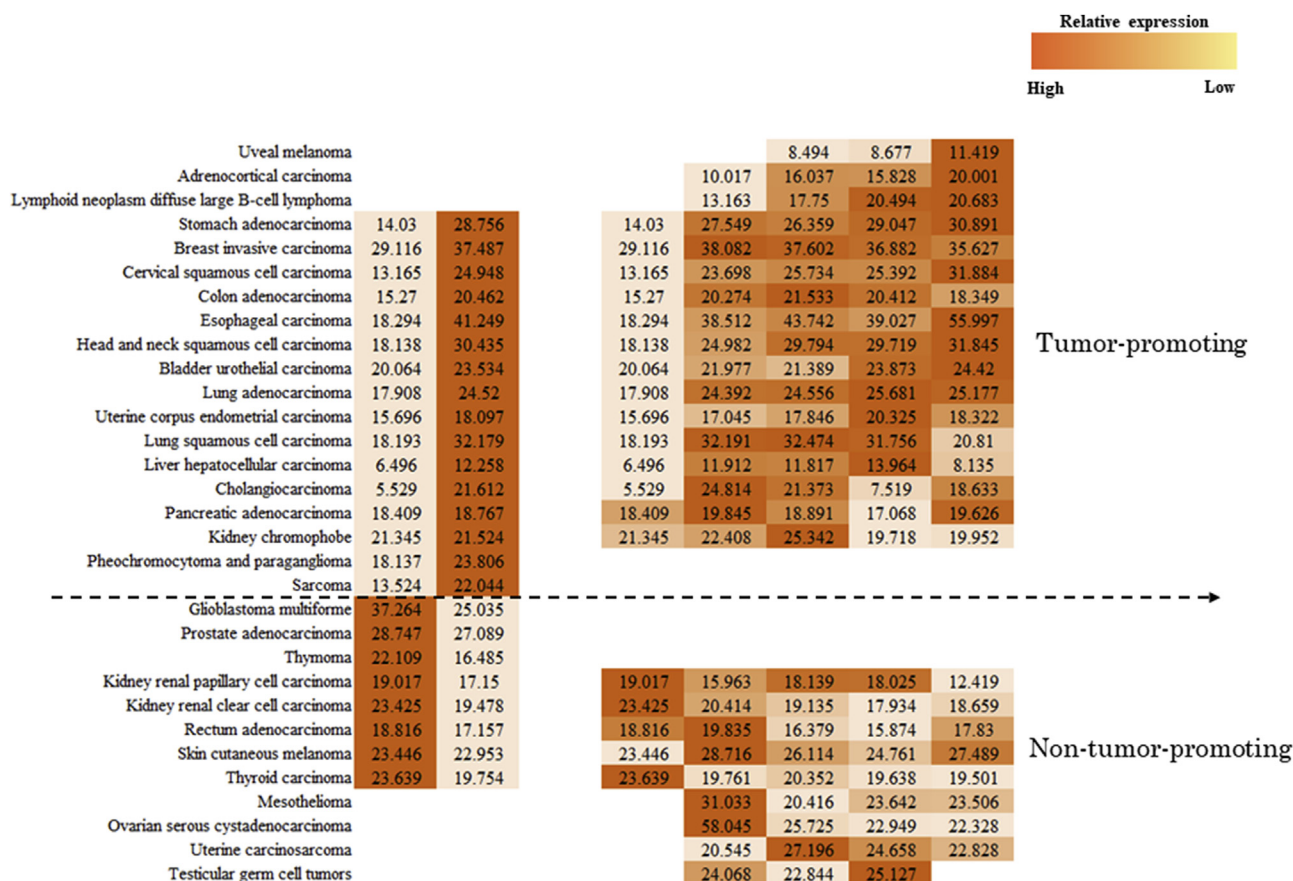 Relative expression
High Low
Uveal melanoma 8.494 8.677 11.419
Adrenocortical carcinoma 10.017 16.037 15.828 20.001
Lymphoid neoplasm diffuse large B-cell lymphoma 13.163 17.75 20.494 20.683
Stomach adenocarcinoma 14.03 28.756 14.03 27.549 26.359 29.047 30.891
Breast invasive carcinoma 29.116 37.487 29.116 38.082 37.602 36.882 35.627
Cervical squamous cell carcinoma 13.165 24.948 13.165 23.698 25.734 25.392 31.884
Colon adenocarcinoma 15.27 20.462 15.27 20.274 21.533 20.412 18.349
Esophageal carcinoma 18.294 41.249 18.294 38.512 43.742 39.027 55.997
Head and neck squamous cell carcinoma 18.138 30.435 18.138 24.982 29.794 29.719 31.845
Tumor-promoting
Bladder urothelial carcinoma 20.064 23.534 20.064 21.977 21.389 23.873 24.42
Lung adenocarcinoma 17.908 24.52 17.908 24.392 24.556 25.681 25.177
Uterine corpus endometrial carcinoma 15.696 18.097 15.696 17.045 17.846 20.325 18.322
Lung squamous cell carcinoma 18.193 32.179 18.193 32.191 32.474 31.756 20.81
Liver hepatocellular carcinoma 6.496 12.258 6.496 11.912 11.817 13.964 8.135
Cholangiocarcinoma 5.529 21.612 5.529 24.814 21.373 7.519 18.633
Pancreatic adenocarcinoma 18.409 18.767 18.409 19.845 18.891 17.068 19.626
Kidney chromophobe 21.345 21.524 21.345 22.408 25.342 19.718 19.952
Pheochromocytoma and paraganglioma 18.137 23.806
Sarcoma 13.524 22.044
Glioblastoma multiforme 37.264 25.035
Prostate adenocarcinoma 28.747 27.089
Thymoma 22.109 16.485
Kidney renal papillary cell carcinoma 19.017 17.15 19.017 15.963 18.139 18.025 12.419
Kidney renal clear cell carcinoma 23.425 19.478 23.425 20.414 19.135 17.934 18.659
Rectum adenocarcinoma 18.816 17.157 18.816 19.835 16.379 15.874 17.83
Skin cutaneous melanoma 23.446 22.953 23.446 28.716 26.114 24.761 27.489
Non-tumor-promoting
Thyroid carcinoma 23.639 19.754 23.639 19.761 20.352 19.638 19.501
Mesothelioma 31.033 20.416 23.642 23.506
Ovarian serous cystadenocarcinoma 58.045 25.725 22.949 22.328
Uterine carcinosarcoma 20.545 27.196 24.658 22.828
Testicular germ cell tumors 24.068 22.844 25.127